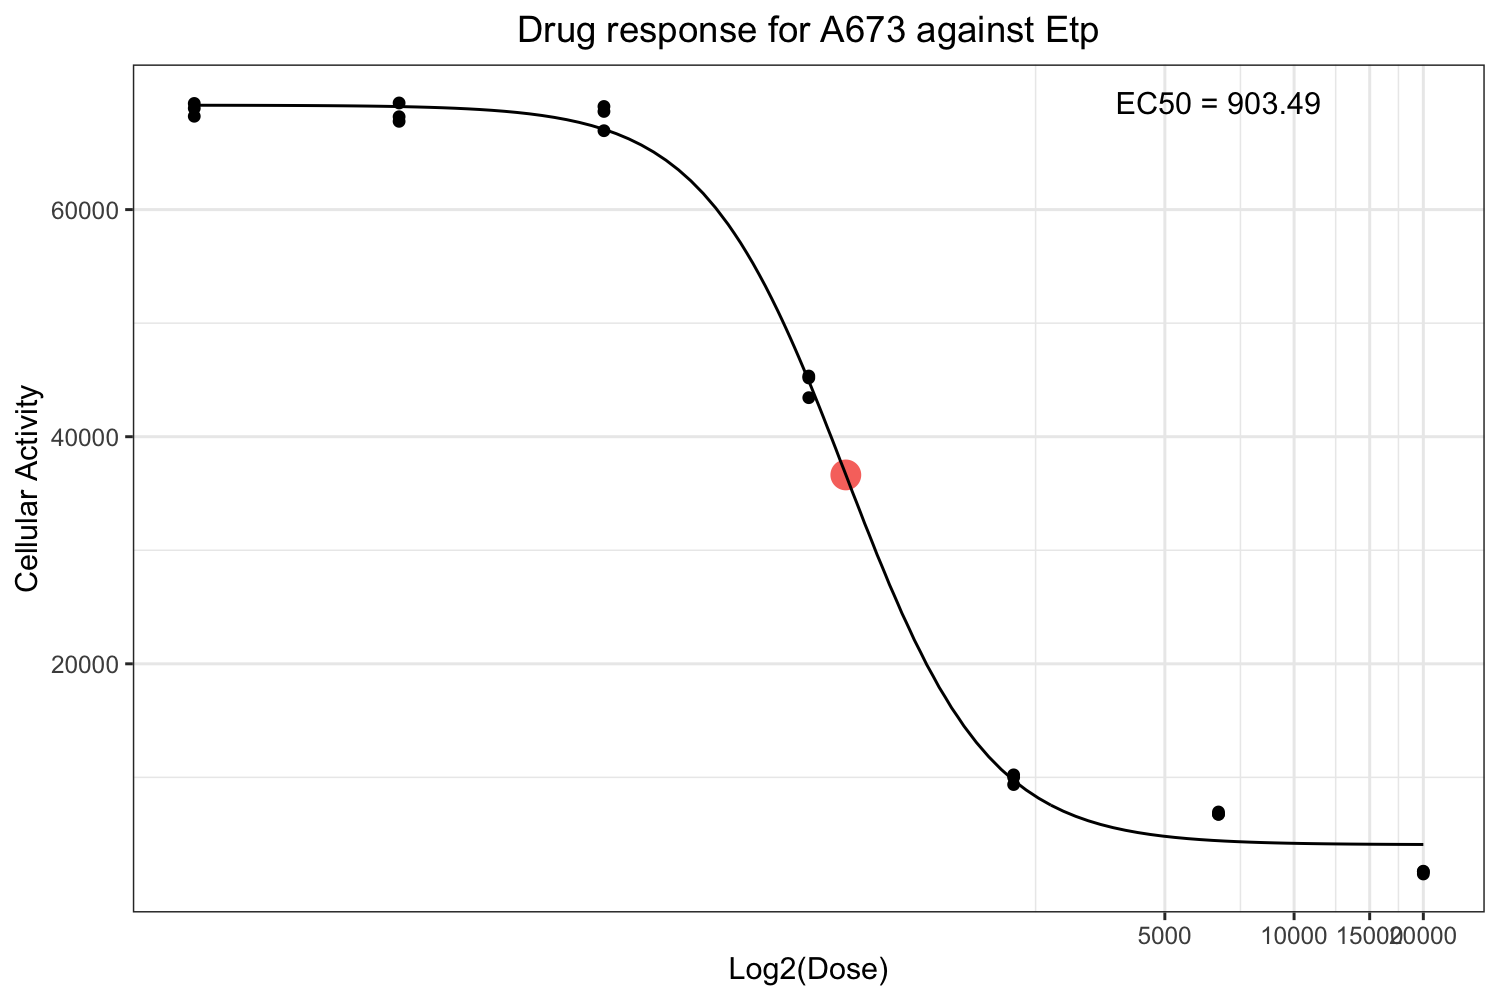 Drug response for A673 against Etp
EC50 = 903.49
60000
40000
20000
Cellular Activity
5000 10000 15000 20000
Log2(Dose)